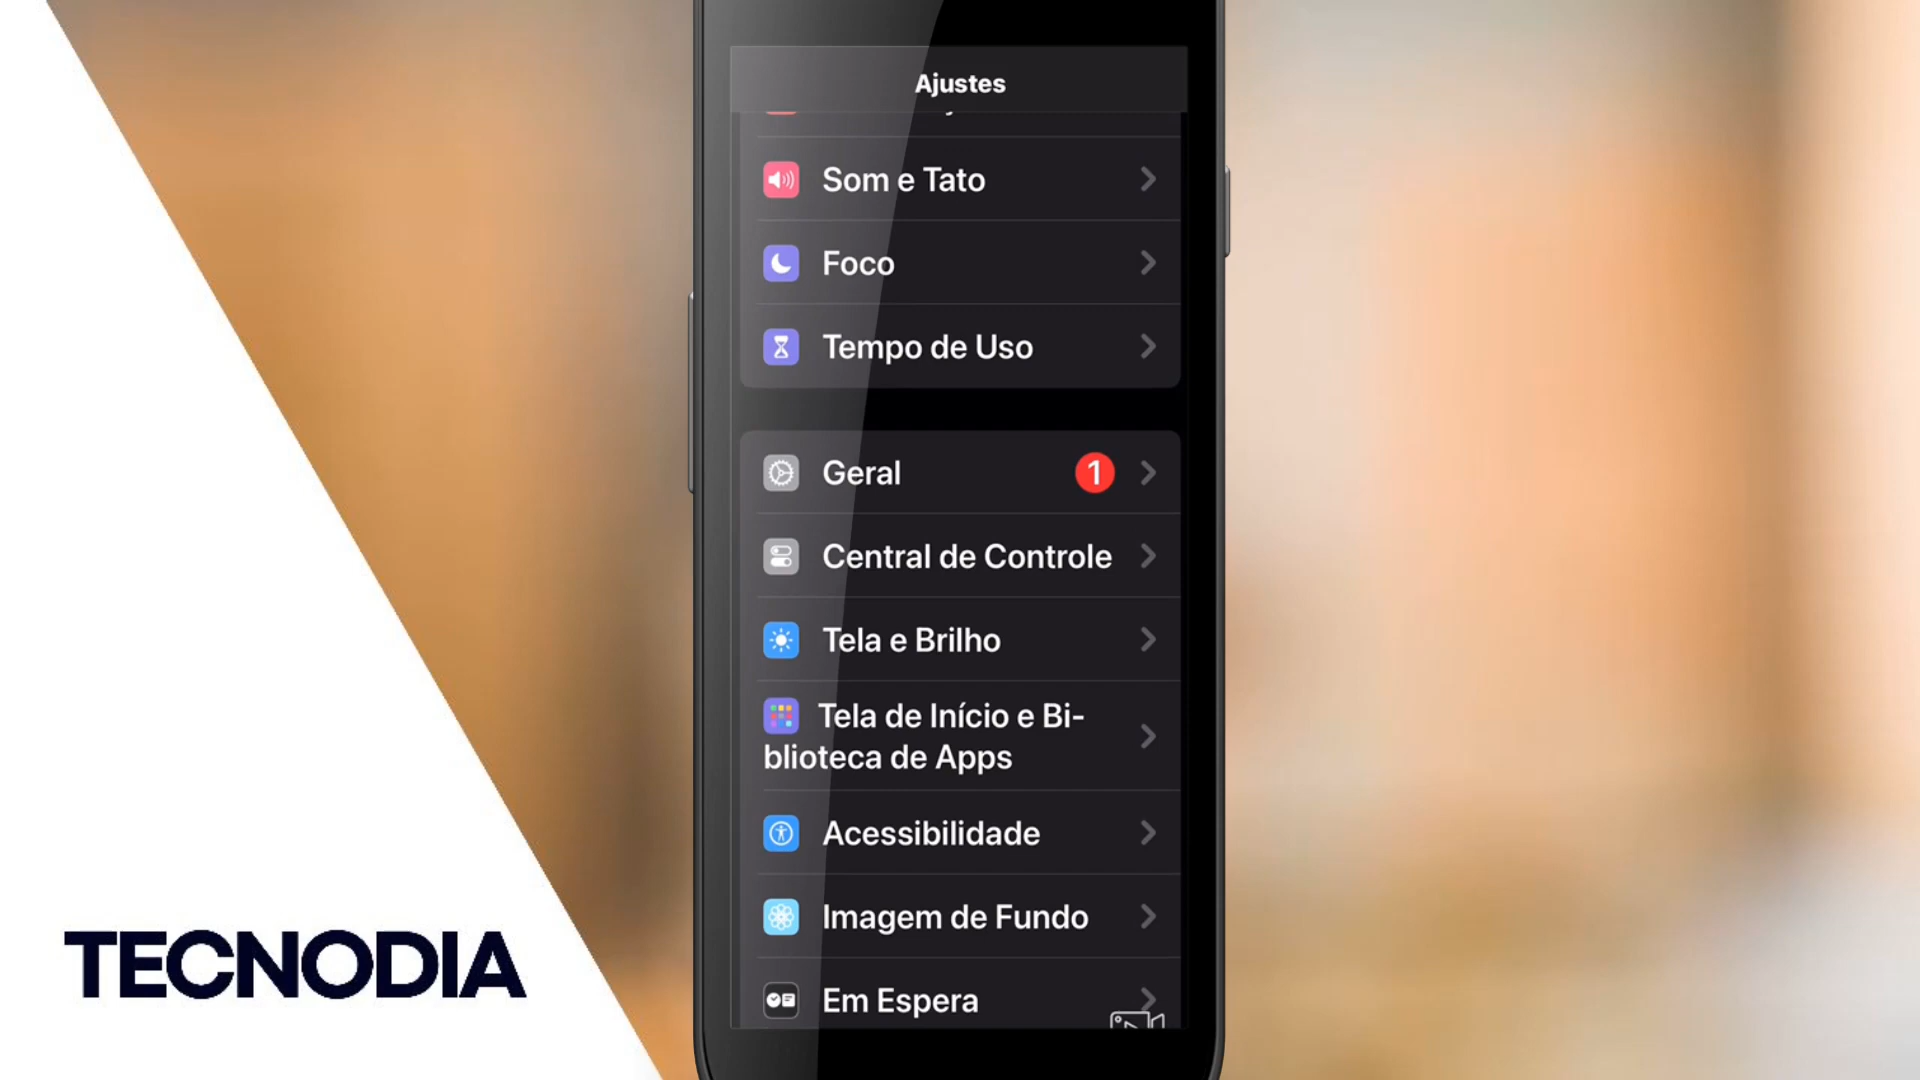 Ajustes
Som e Tato
Foco
Tempo de Uso
Geral 1
Central de Controle
Tela e Brilho
Tela de Início e Bi-
blioteca de Apps
Acessibilidade
Imagem de Fundo
Em Espera
TECNODIA